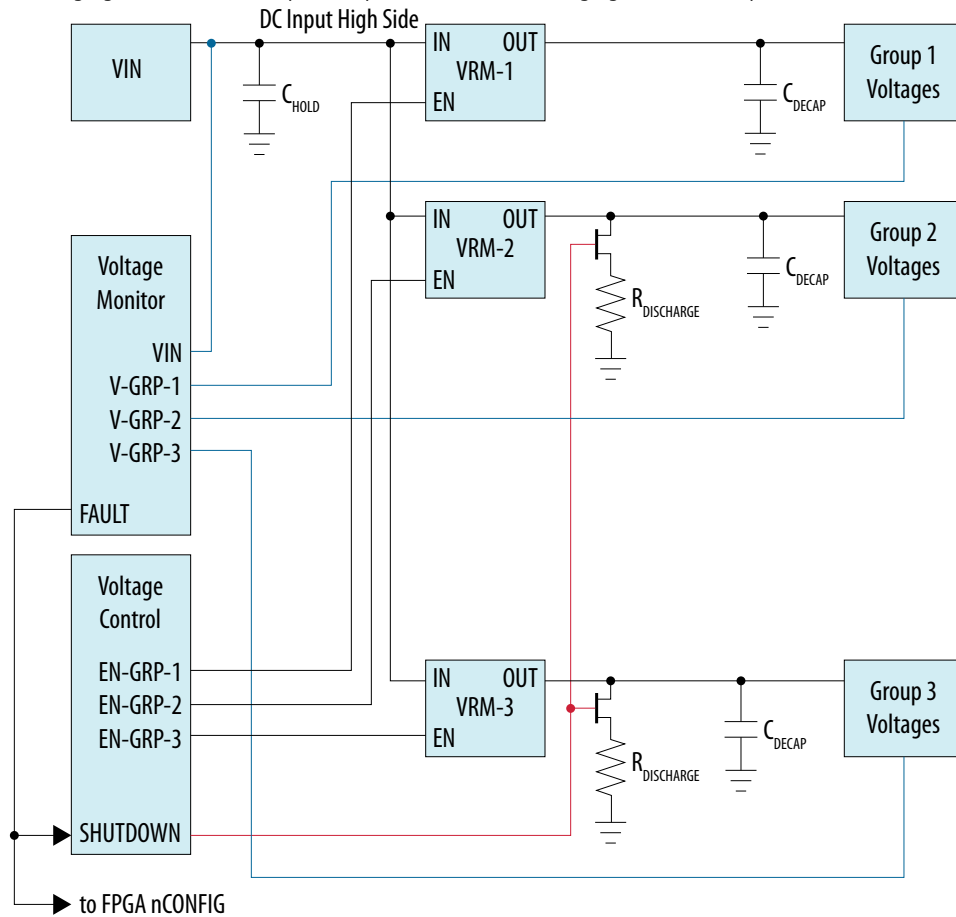 DC Input High Side
VIN
C HOLD
IN OUT
VRM-1
EN
C DECAP
Group 1
Voltages
IN OUT
VRM-2
EN
R DISCHARGE
C DECAP
Group 2
Voltages
Voltage
Monitor
VIN
V-GRP-1
V-GRP-2
V-GRP-3
FAULT
Voltage
Control
EN-GRP-1
EN-GRP-2
EN-GRP-3
SHUTDOWN
IN OUT
VRM-3
EN
R DISCHARGE
C DECAP
Group 3
Voltages
to FPGA nCONFIG